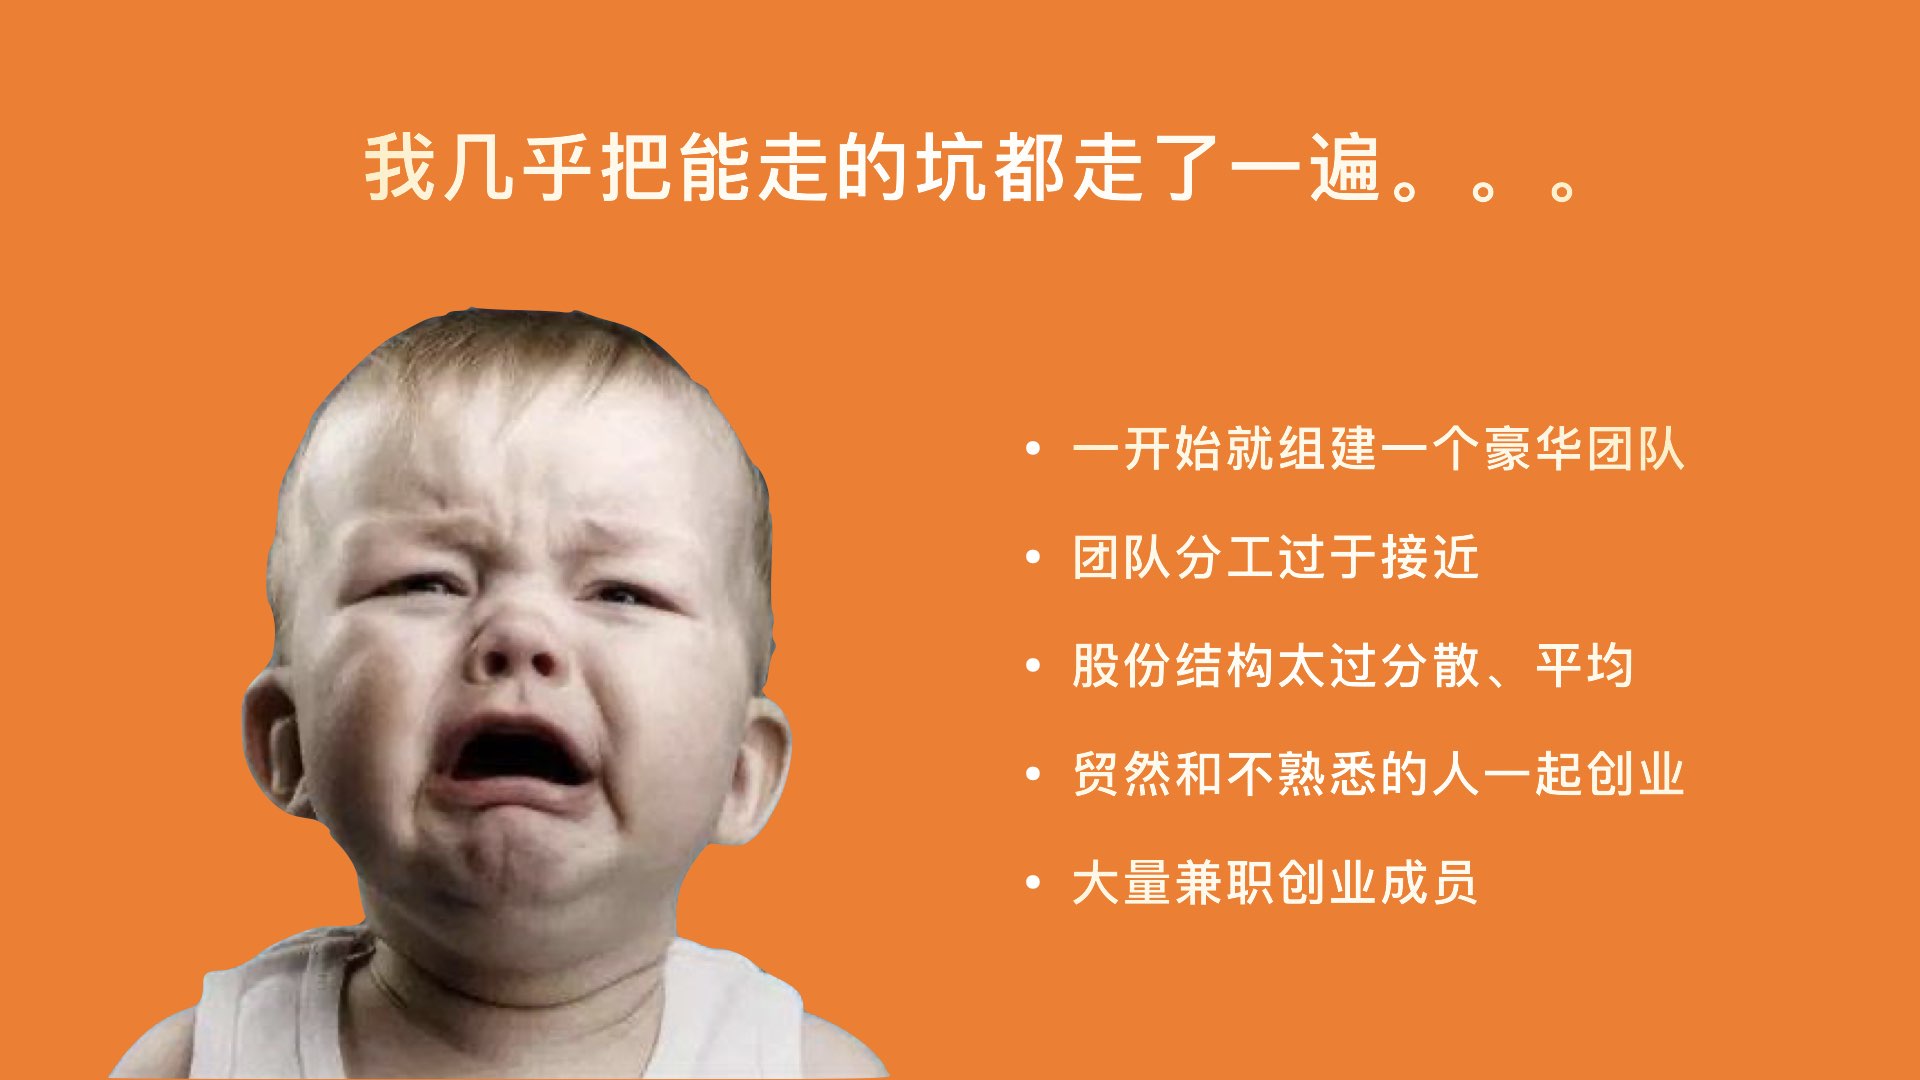 我几乎把能走的坑都走了一遍。。。
• 一开始就组建一个豪华团队
• 团队分工过于接近
• 股份结构太过分散、平均
• 贸然和不熟悉的人一起创业
• 大量兼职创业成员